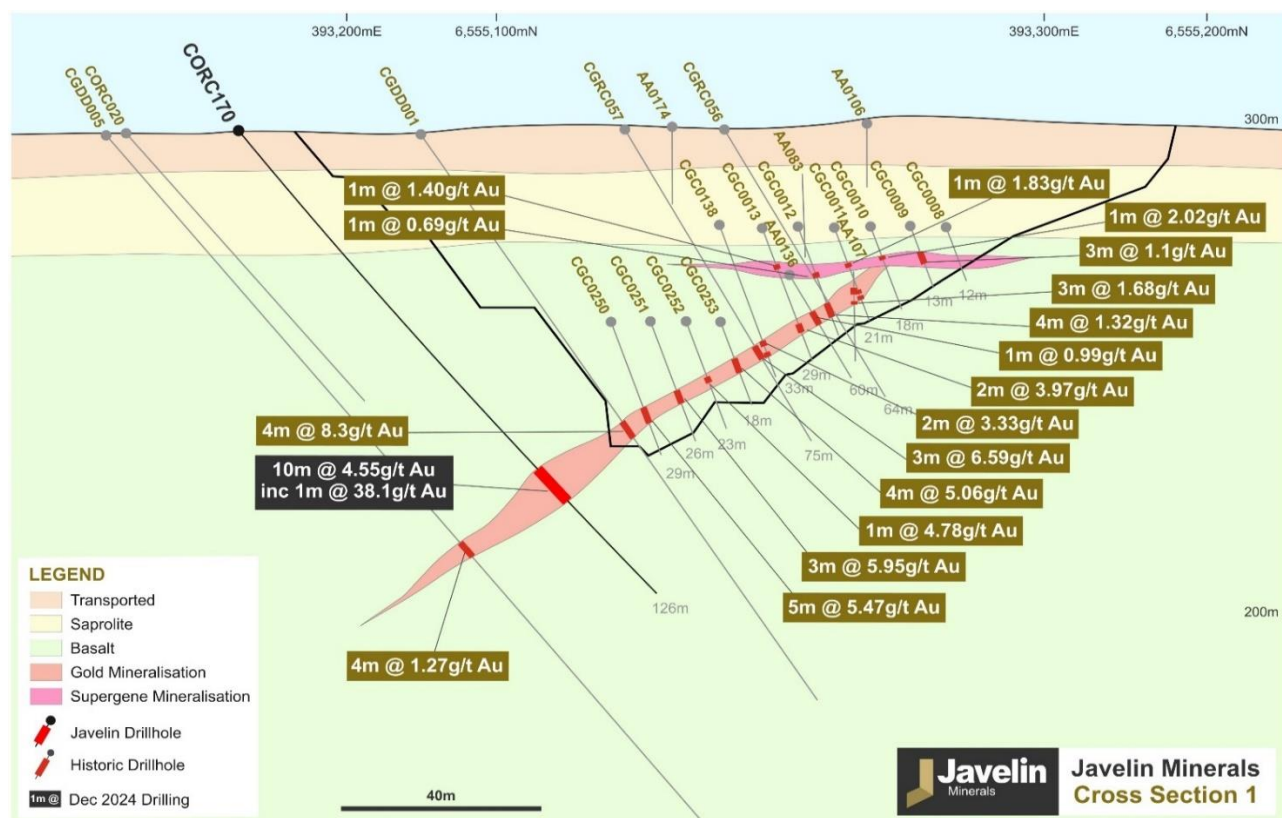 393,200mE
6,555,100mN
393,300mE
6,555,200mN
CGDD005
CORC020
CORC170
CGDD001
CGRC057
AA0174
CGRC056
AA0106
300m
AA083
CGC0138
CGC0013
CGC0012
CGC0011
CGC0010
CGC0009
CGC0008
AA0136
AA107
1m @ 1.40g/t Au
1m @ 0.69g/t Au
1m @ 1.83g/t Au
1m @ 2.02g/t Au
3m @ 1.1g/t Au
3m @ 1.68g/t Au
4m @ 1.32g/t Au
1m @ 0.99g/t Au
2m @ 3.97g/t Au
2m @ 3.33g/t Au
3m @ 6.59g/t Au
4m @ 5.06g/t Au
1m @ 4.78g/t Au
3m @ 5.95g/t Au
5m @ 5.47g/t Au
CGC0250
CGC0251
CGC0252
CGC0253
12m
13m
18m
21m
29m
33m
60m
64m
18m
23m
26m
29m
75m
126m
4m @ 8.3g/t Au
10m @ 4.55g/t Au
inc 1m @ 38.1g/t Au
4m @ 1.27g/t Au
200m
LEGEND
Transported
Saprolite
Basalt
Gold Mineralisation
Supergene Mineralisation
Javelin Drillhole
Historic Drillhole
1m @ Dec 2024 Drilling
40m
Javelin
Minerals
Javelin Minerals
Cross Section 1